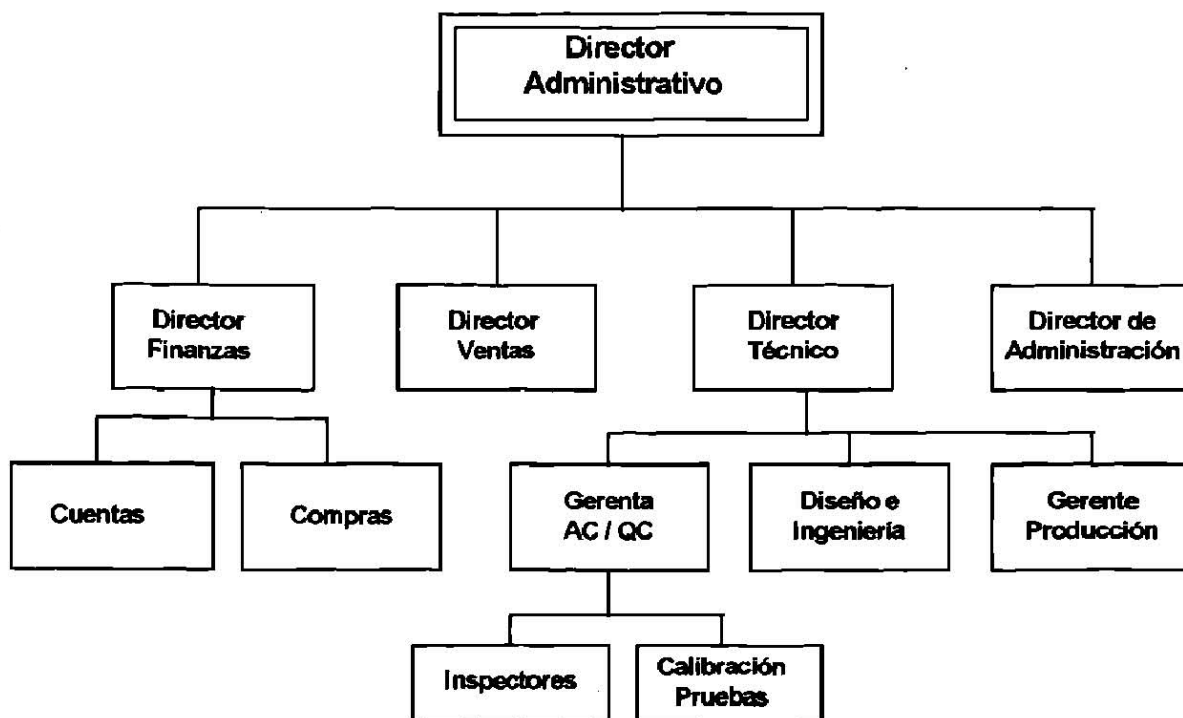 Director
Administrativo
Director
Finanzas
Director
Ventas
Director
Técnico
Director de
Administración
Cuentas
Compras
Gerenta
AC / QC
Diseño e
Ingeniería
Gerente
Producción
Inspectores
Calibración
Pruebas